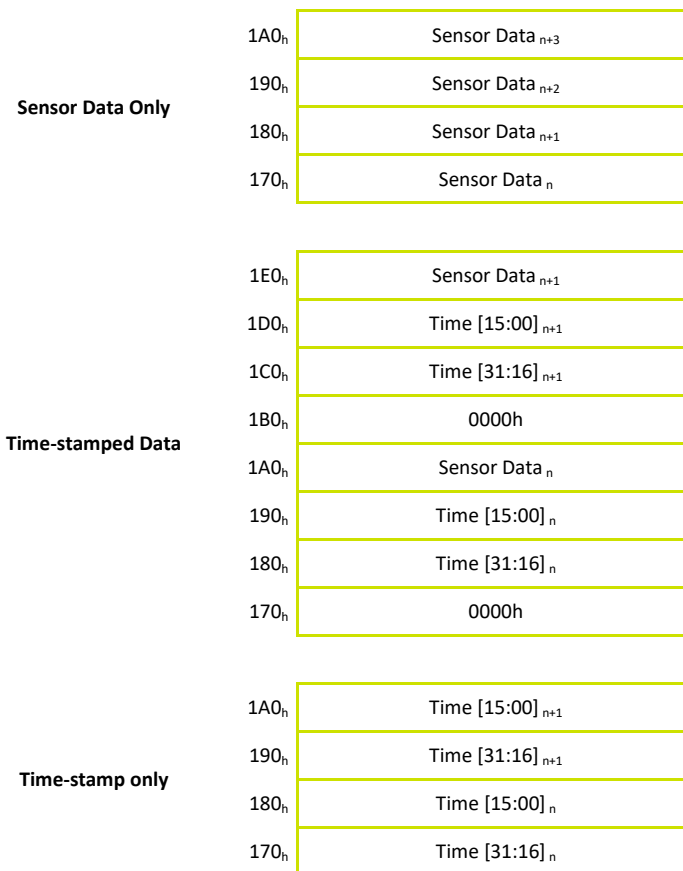 1A0h Sensor Data n+3
190h Sensor Data n+2
Sensor Data Only
180h Sensor Data n+1
170h Sensor Data n
1E0h Sensor Data n+1
1D0h Time [15:00] n+1
1C0h Time [31:16] n+1
1B0h 0000h
Time-stamped Data
1A0h Sensor Data n
190h Time [15:00] n
180h Time [31:16] n
170h 0000h
1A0h Time [15:00] n+1
190h Time [31:16] n+1
Time-stamp only
180h Time [15:00] n
170h Time [31:16] n